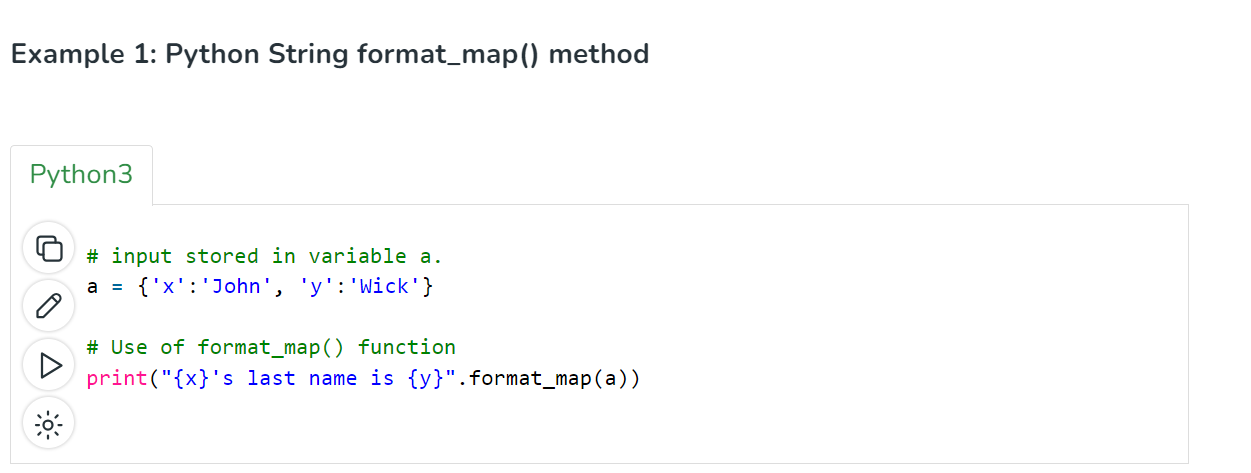 Example 1: Python String format_map() method
Python3
# input stored in variable a.
a = {'x':'John', 'y':'Wick'}
# Use of format_map() function
print("{x}'s last name is {y}".format_map(a))